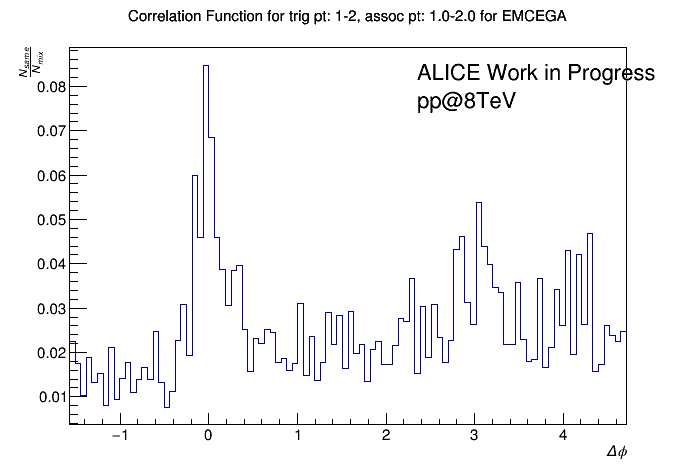 Correlation Function for trig pt: 1-2, assoc pt: 1.0-2.0 for EMCEGA
N_same/N_mix
ALICE Work in Progress
pp@8TeV
0.08
0.07
0.06
0.05
0.04
0.03
0.02
0.01
−1 0 1 2 3 4
Δϕ